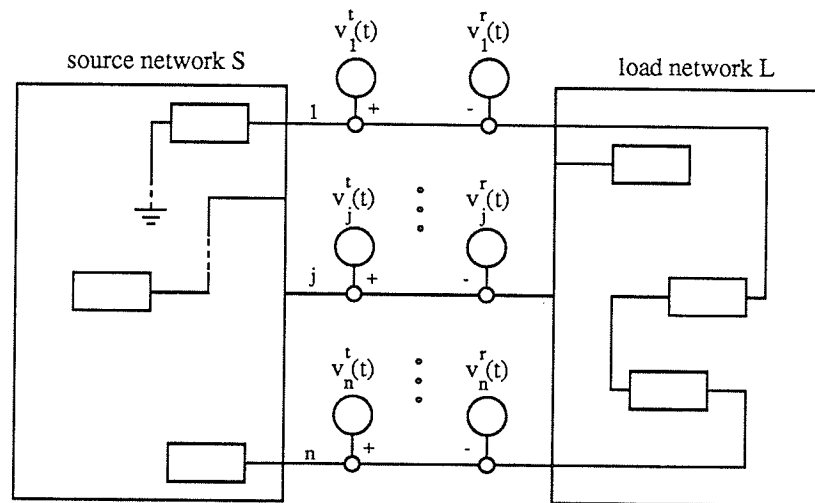 v₁ᵗ(t) v₁ʳ(t)
source network S
load network L
1 + -
vⱼᵗ(t) vⱼʳ(t)
j + -
vₙᵗ(t) vₙʳ(t)
n + -